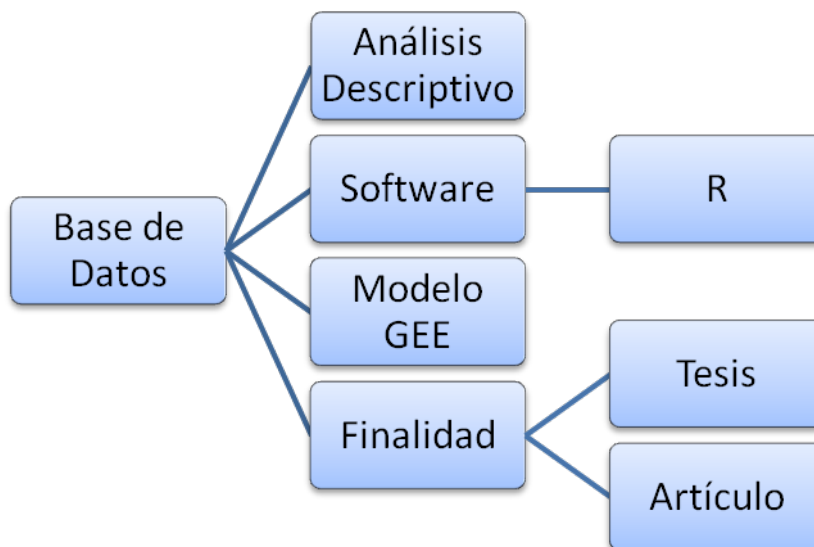 Análisis
Descriptivo
Software
R
Base de
Datos
Modelo
GEE
Tesis
Finalidad
Artículo